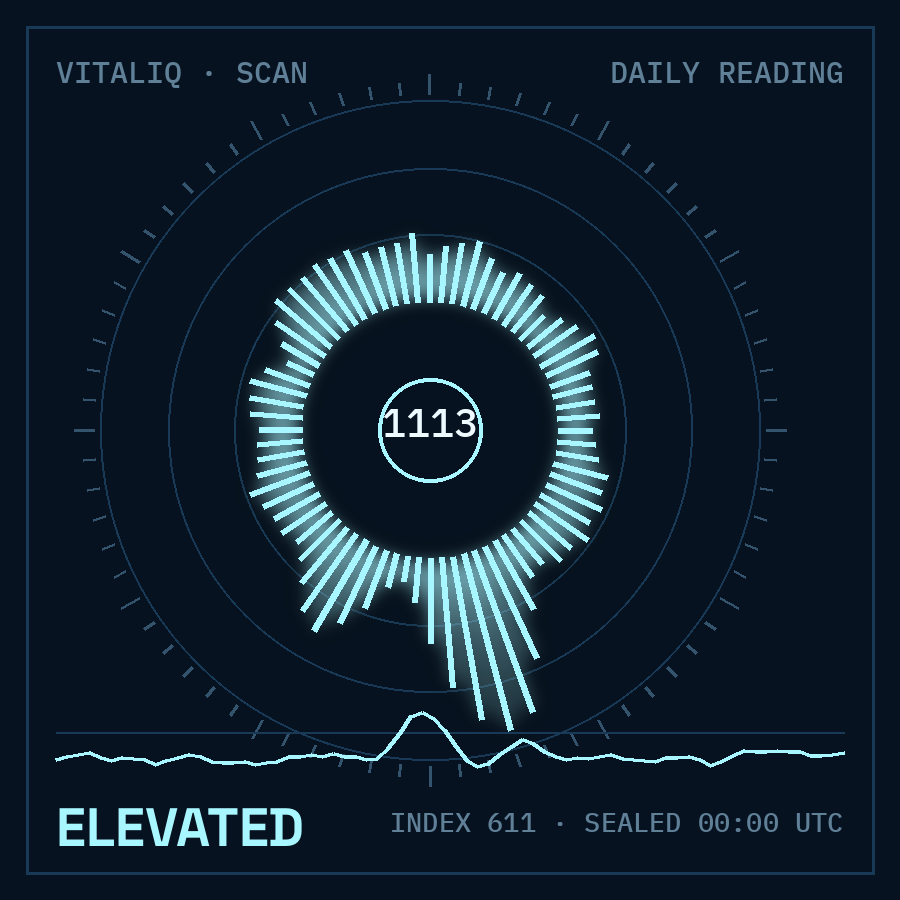 VITALIQ · SCAN
DAILY READING
1113
ELEVATED
INDEX 611 · SEALED 00:00 UTC